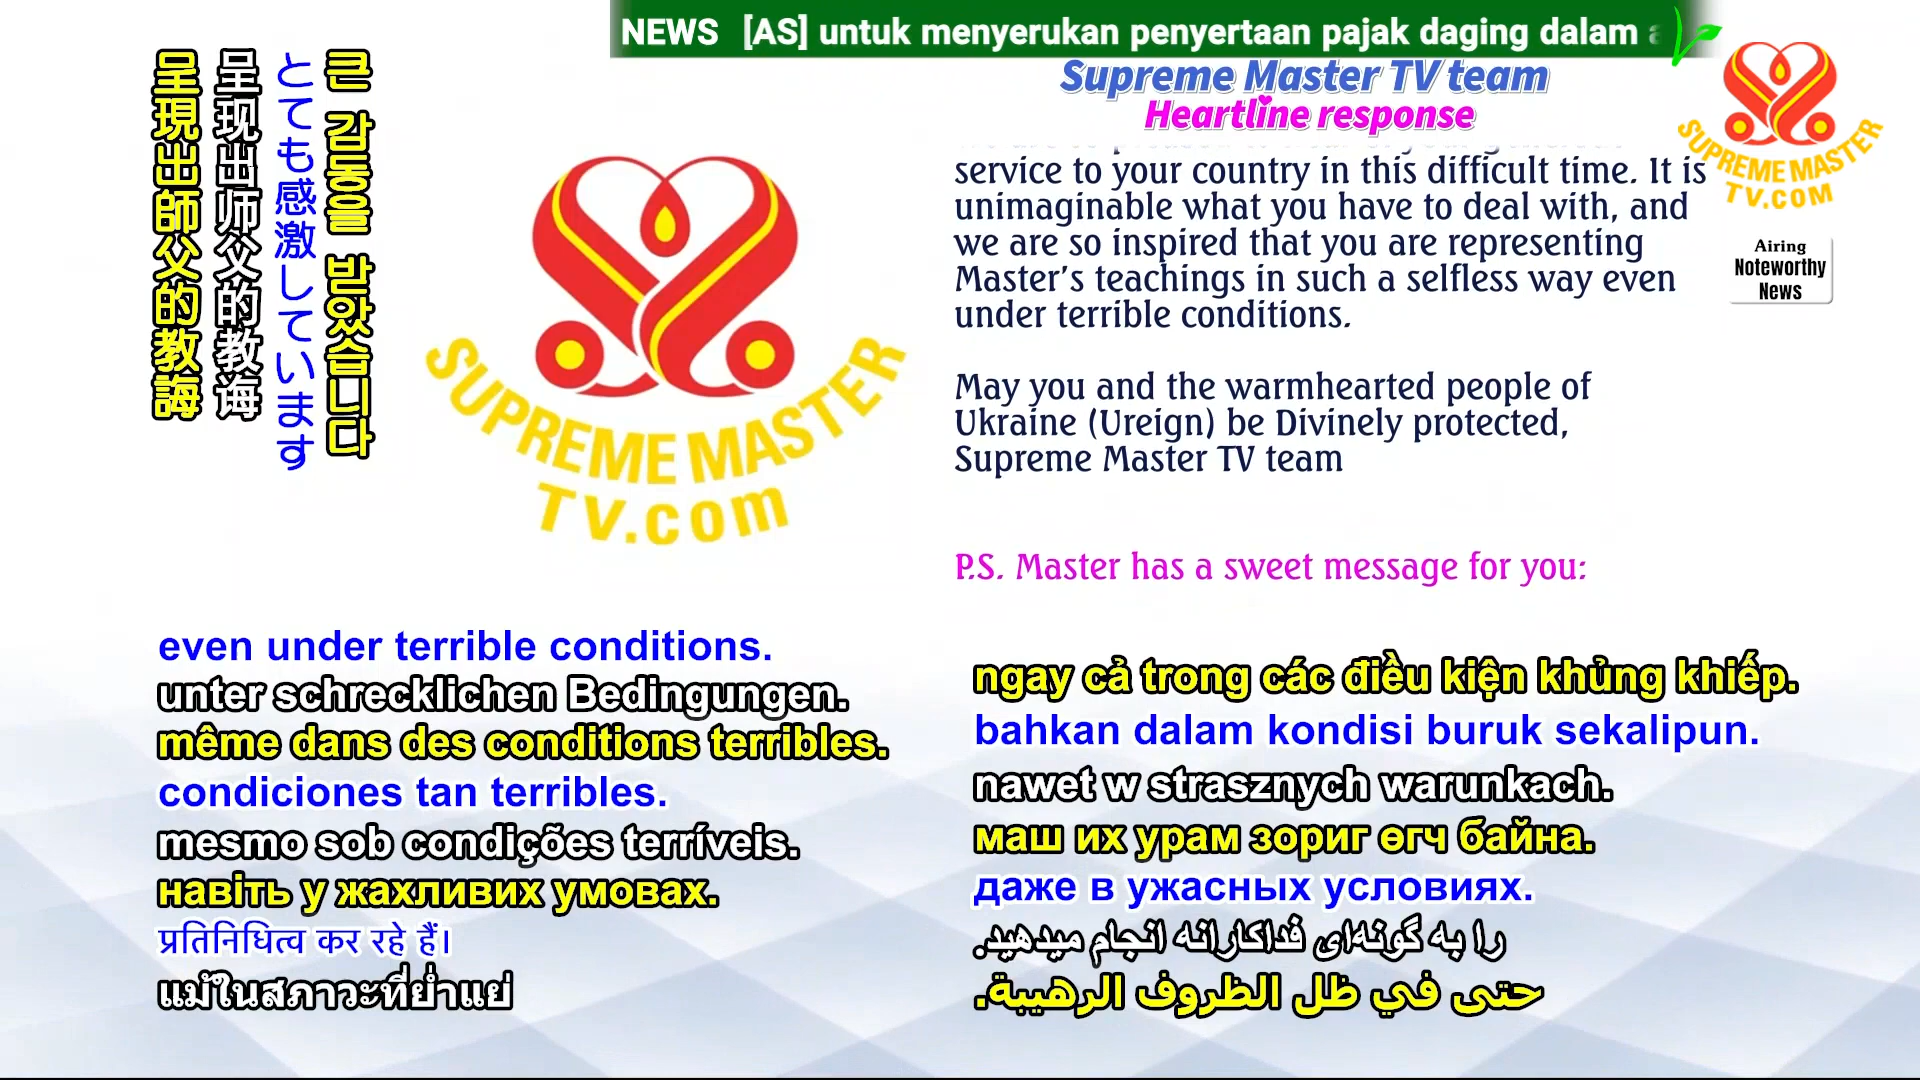 NEWS [AS] untuk menyerukan penyertaan pajak daging dalam
Supreme Master TV team
Heartline response
service to your country in this difficult time. It is
unimaginable what you have to deal with, and
we are so inspired that you are representing
Master's teachings in such a selfless way even
under terrible conditions.
May you and the warmhearted people of
Ukraine (Ureign) be Divinely protected,
Supreme Master TV team
P.S. Master has a sweet message for you:
SUPREME MASTER
TV.COM
Airing
Noteworthy
News
呈現出師父的教誨
呈现出师父的教诲
とても感激しています
큰 감동을 받았습니다
SUPREME MASTER
TV.com
even under terrible conditions.
unter schrecklichen Bedingungen.
même dans des conditions terribles.
condiciones tan terribles.
mesmo sob condições terríveis.
навіть у жахливих умовах.
प्रतिनिधित्व कर रहे हैं।
แม้ในสภาวะที่ย่ำแย่
ngay cả trong các điều kiện khủng khiếp.
bahkan dalam kondisi buruk sekalipun.
nawet w strasznych warunkach.
маш их урам зориг өгч байна.
даже в ужасных условиях.
را به گونه‌ای فداکارانه انجام میدهید.
حتى في ظل الظروف الرهيبة.